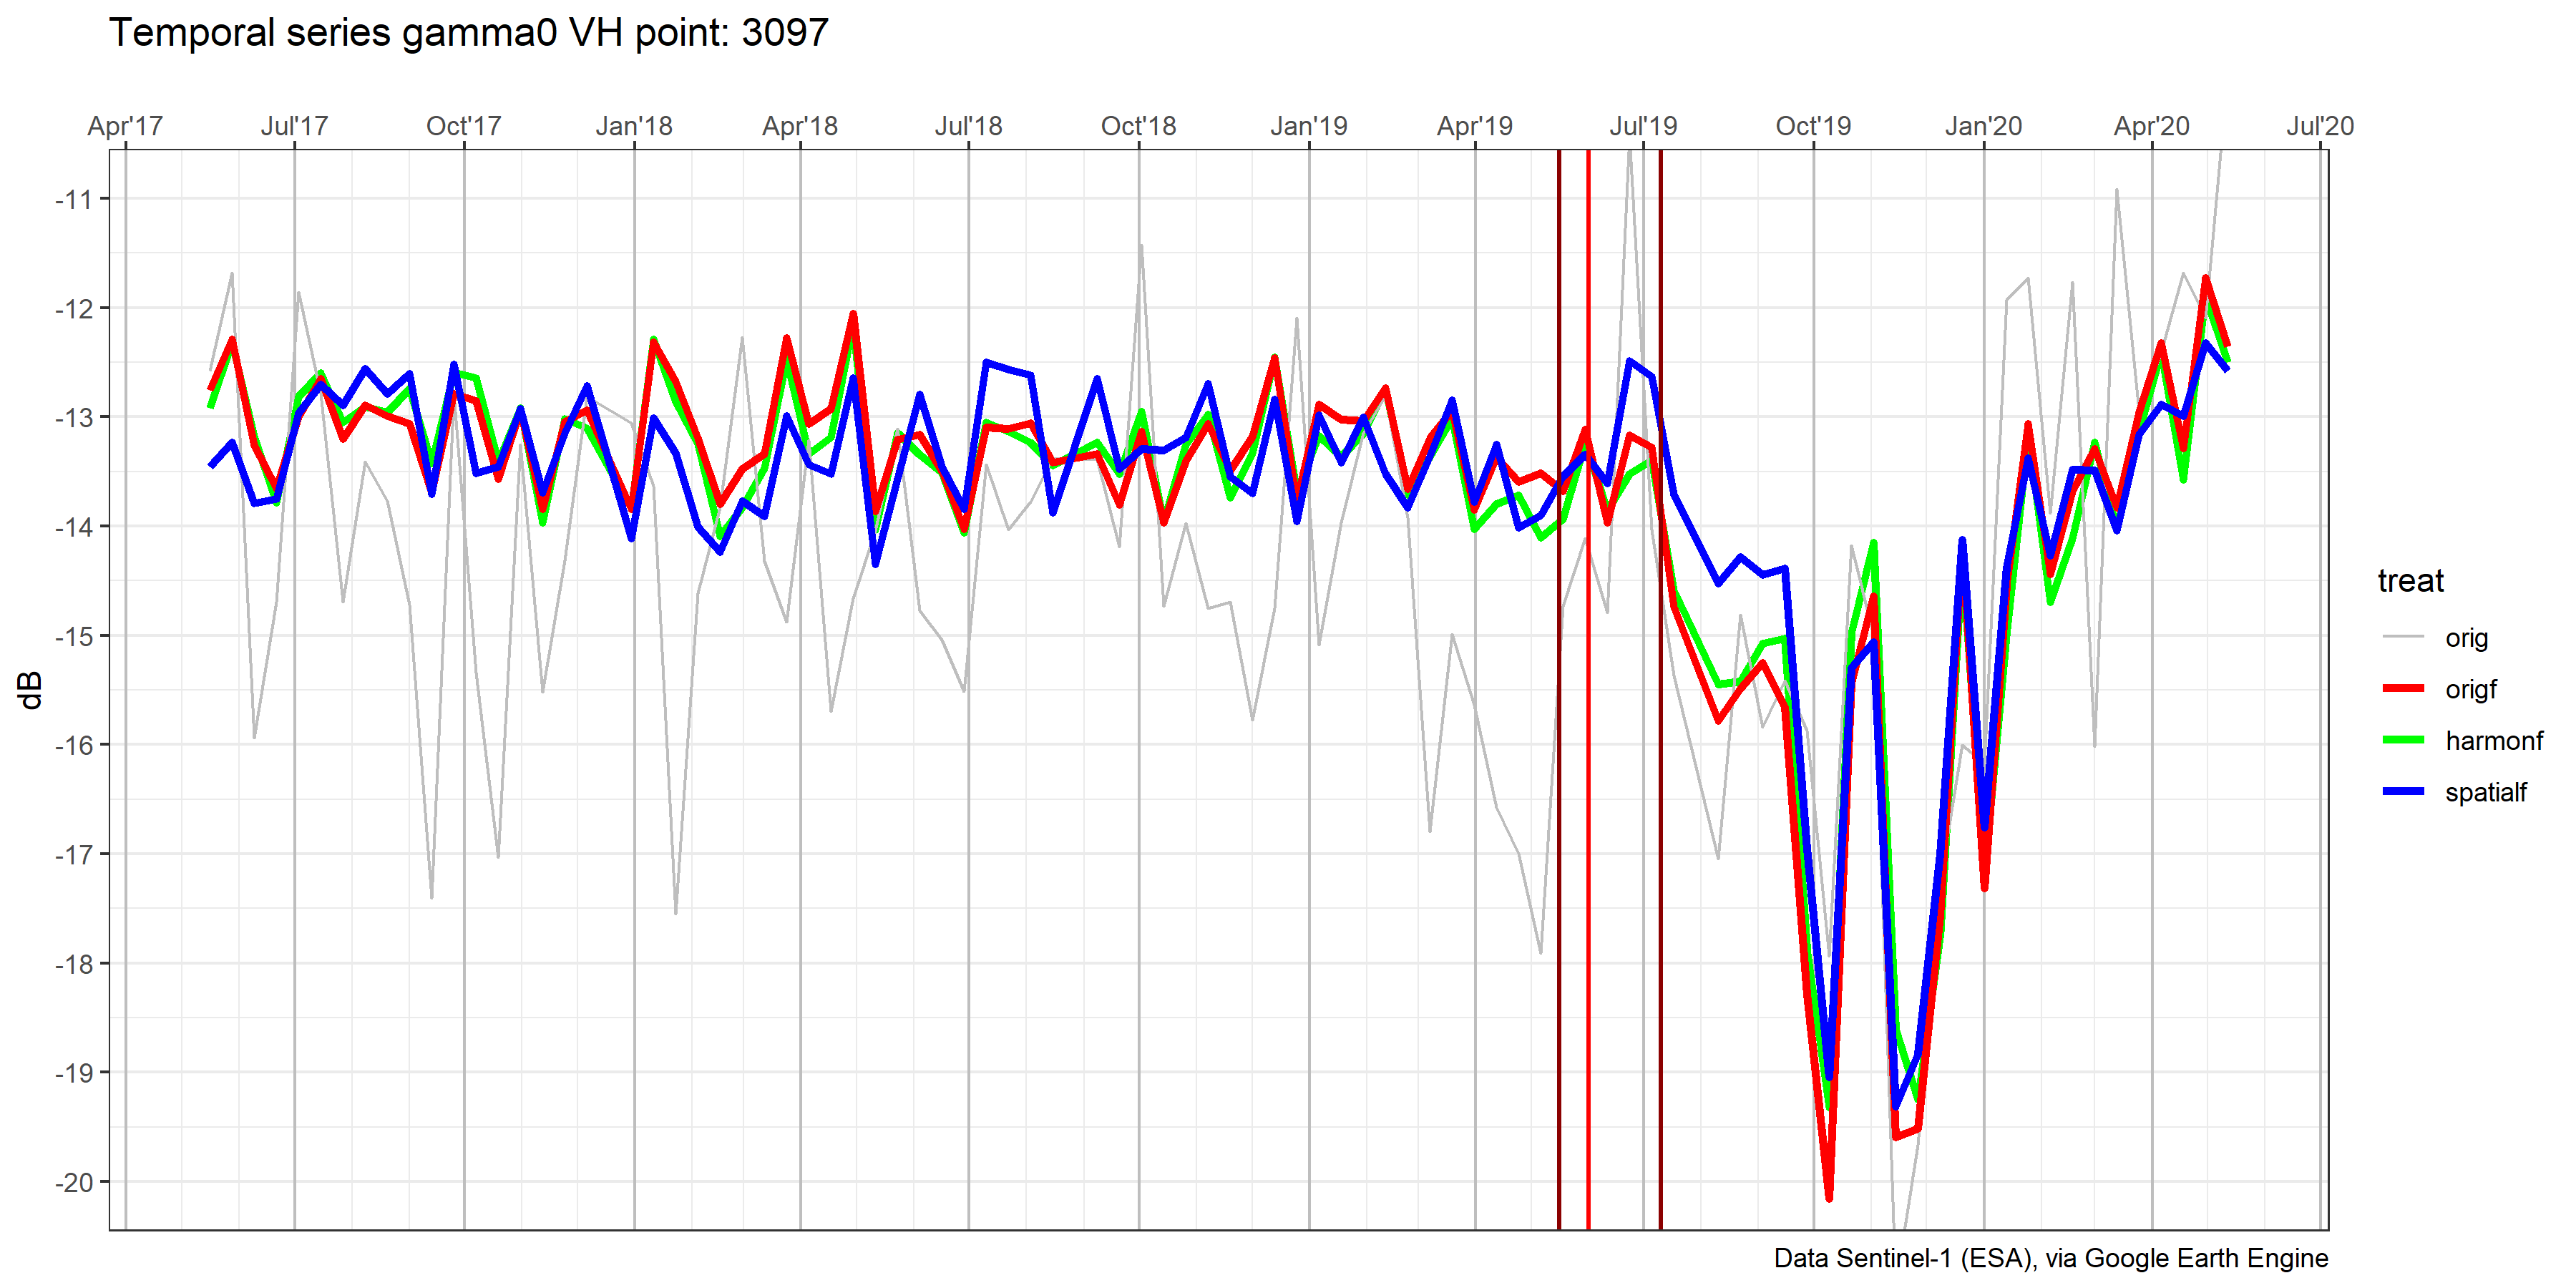 Temporal series gamma0 VH point: 3097
Apr'17 Jul'17 Oct'17 Jan'18 Apr'18 Jul'18 Oct'18 Jan'19 Apr'19 Jul'19 Oct'19 Jan'20 Apr'20 Jul'20
-11
-12
-13
-14
-15
-16
-17
-18
-19
-20
dB
treat
orig
origf
harmonf
spatialf
Data Sentinel-1 (ESA), via Google Earth Engine